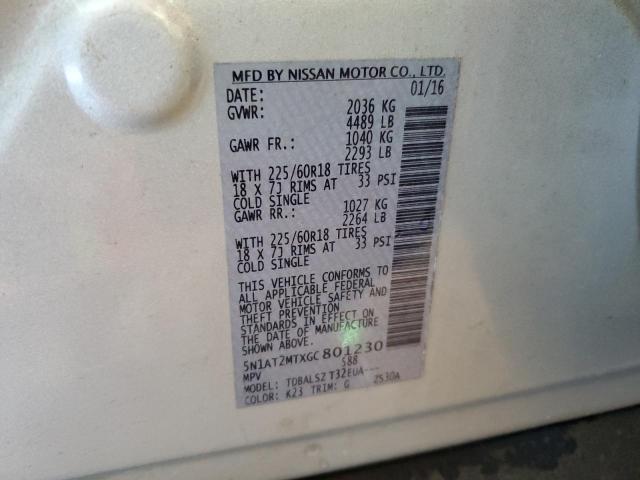 MFD BY NISSAN MOTOR CO., LTD.
DATE: 01/16
GVWR: 2036 KG
4489 LB
GAWR FR.: 1040 KG
2293 LB
WITH 225/60R18 TIRES
18 X 7J RIMS AT 33 PSI
COLD SINGLE
GAWR RR.: 1027 KG
2264 LB
WITH 225/60R18 TIRES
18 X 7J RIMS AT 33 PSI
COLD SINGLE
THIS VEHICLE CONFORMS TO
ALL APPLICABLE FEDERAL
MOTOR VEHICLE SAFETY AND
THEFT PREVENTION
STANDARDS IN EFFECT ON
THE DATE OF MANUFACTURE
SHOWN ABOVE.
5N1AT2MTXGC801230
MPV S88
MODEL: TDBALSZ T32EUA---
COLOR: K23 TRIM: G ZS30A